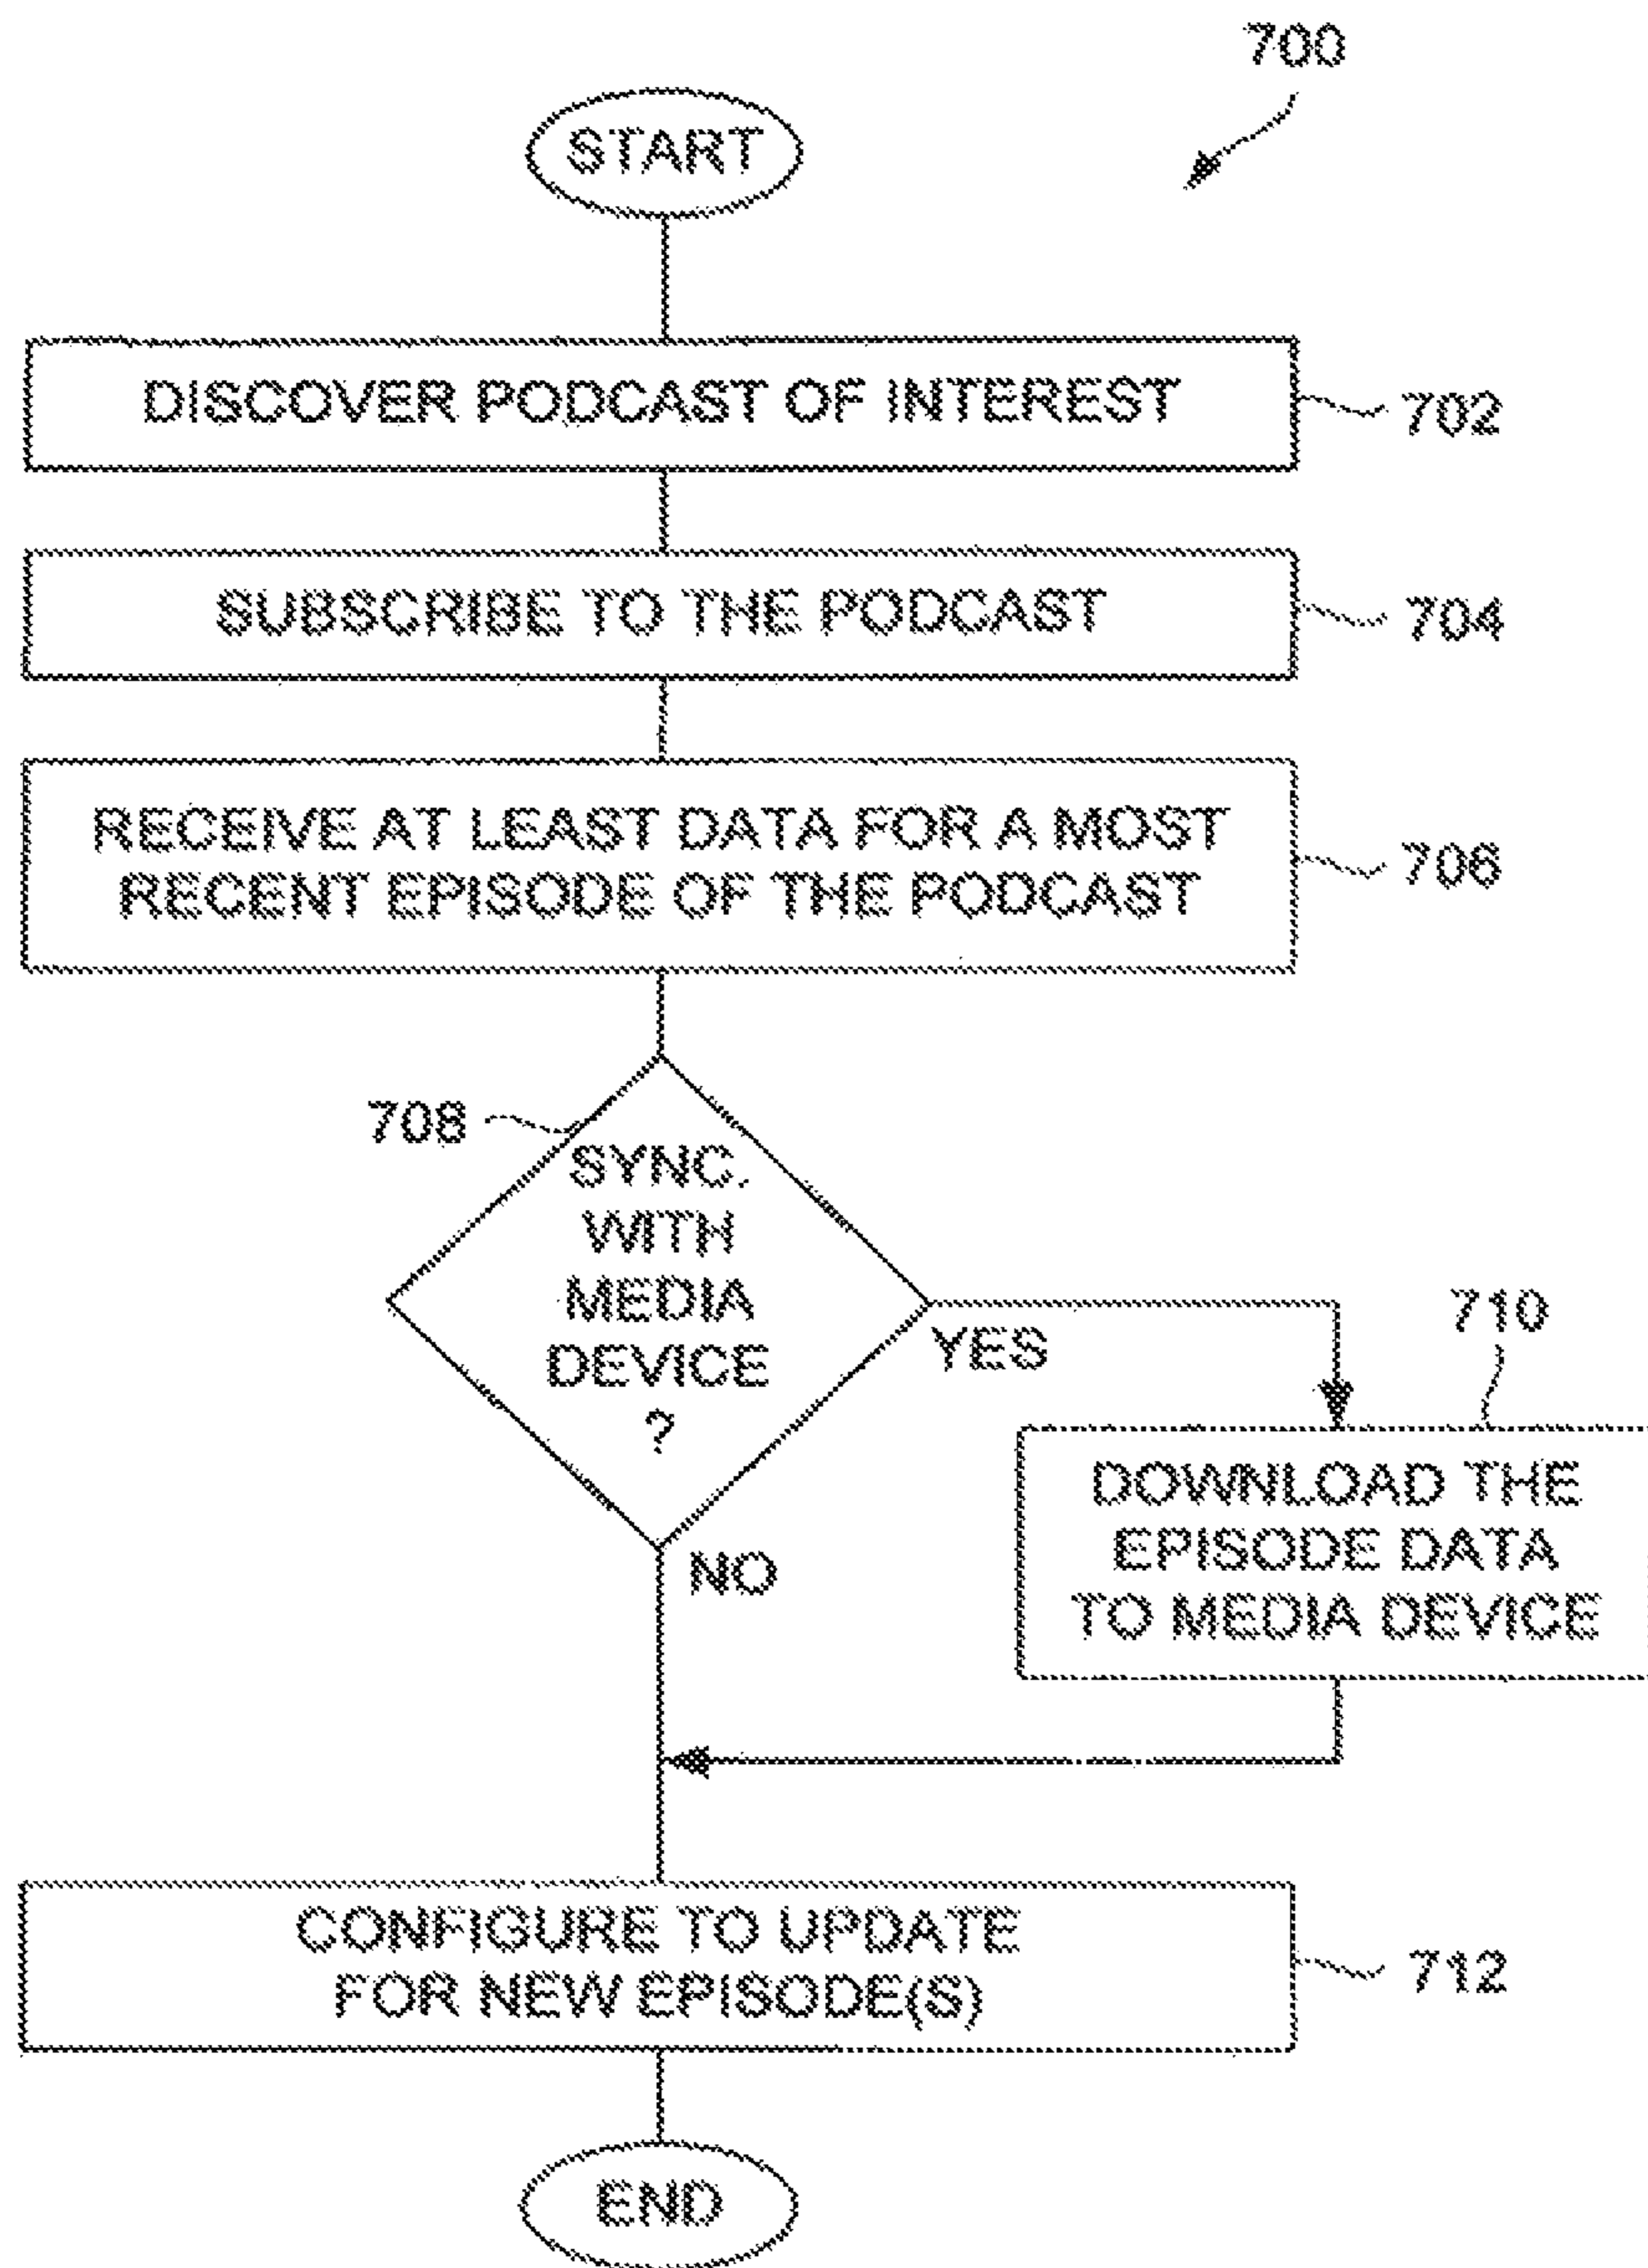 700
START
DISCOVER PODCAST OF INTEREST
702
SUBSCRIBE TO THE PODCAST
704
RECEIVE AT LEAST DATA FOR A MOST
RECENT EPISODE OF THE PODCAST
706
708
SYNC.
WITH
MEDIA
DEVICE
?
YES
NO
710
DOWNLOAD THE
EPISODE DATA
TO MEDIA DEVICE
CONFIGURE TO UPDATE
FOR NEW EPISODE(S)
712
END